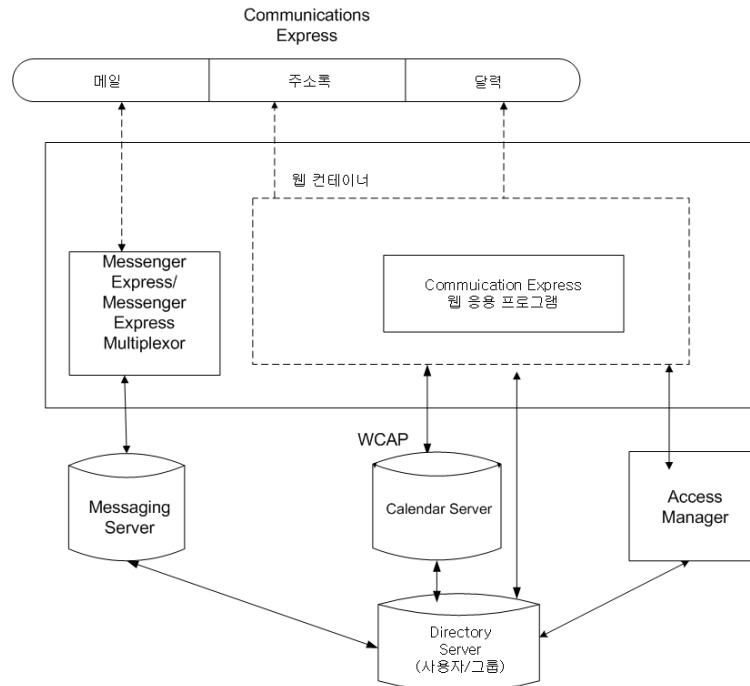 Communications
Express
메일
주소록
달력
웹 컨테이너
Messenger
Express/
Messenger
Express
Multiplexor
Commuication Express
웹 응용 프로그램
WCAP
Messaging
Server
Calendar Server
Access
Manager
Directory
Server
(사용자/그룹)